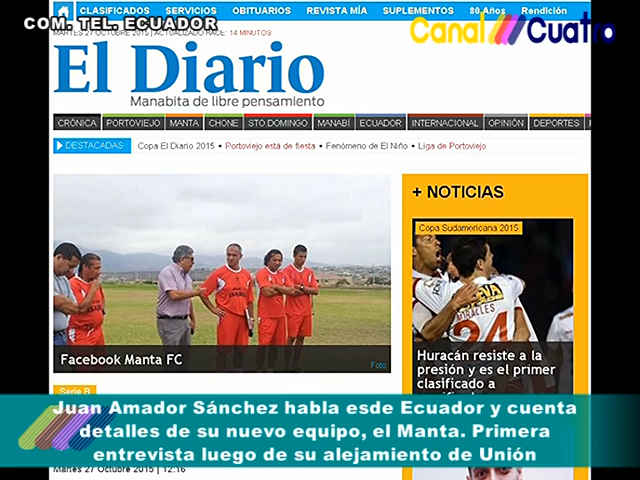 CLASIFICADOS SERVICIOS OBITUARIOS REVISTA MÍA SUPLEMENTOS 80 Años Rendición
COM. TEL. ECUADOR
MARTES 27 OCTUBRE 2015 | ACTUALIZADO HACE: 14 MINUTOS
Canal Cuatro
El Diario
Manabita de libre pensamiento
CRÓNICA PORTOVIEJO MANTA CHONE STO DOMINGO MANABÍ ECUADOR INTERNACIONAL OPINIÓN DEPORTES
DESTACADAS Copa El Diario 2015 • Portoviejo está de fiesta • Fenómeno de El Niño • Liga de Portoviejo
+ NOTICIAS
Copa Sudamericana 2015
MIRALLES
24
Facebook Manta FC
Foto:
Huracán resiste a la
presión y es el primer
clasificado a
Serie B
Juan Amador Sánchez habla esde Ecuador y cuenta
detalles de su nuevo equipo, el Manta. Primera
entrevista luego de su alejamiento de Unión
Martes 27 Octubre 2015 | 12:16